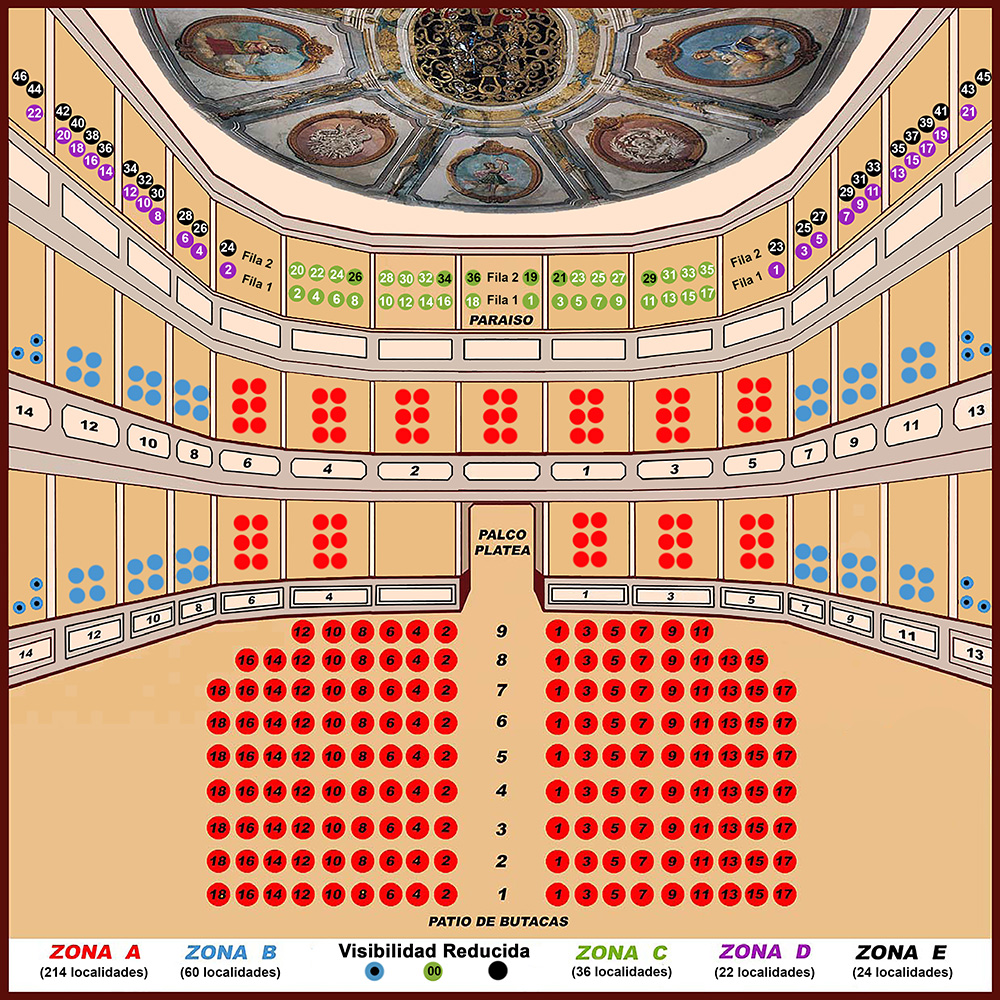 46 45
44 43
22 21
42 41
40 39
20 19
38 37
18 17
36 35
16 15
14 13
34 33
32 31
12 11
30 29
10 9
8 7
28 27
26 25
6 5
4 3
24 Fila 2 Fila 2 23
2 Fila 1 Fila 1 1
20 22 24 26 28 30 32 34 36 Fila 2 19 21 23 25 27 29 31 33 35
2 4 6 8 10 12 14 16 18 Fila 1 1 3 5 7 9 11 13 15 17
PARAISO
14 12 10 8 6 4 2 1 3 5 7 9 11 13
PALCO
PLATEA
14 12 10 8 6 4 1 3 5 7 9 11 13
12 10 8 6 4 2 9 1 3 5 7 9 11
16 14 12 10 8 6 4 2 8 1 3 5 7 9 11 13 15
18 16 14 12 10 8 6 4 2 7 1 3 5 7 9 11 13 15 17
18 16 14 12 10 8 6 4 2 6 1 3 5 7 9 11 13 15 17
18 16 14 12 10 8 6 4 2 5 1 3 5 7 9 11 13 15 17
18 16 14 12 10 8 6 4 2 4 1 3 5 7 9 11 13 15 17
18 16 14 12 10 8 6 4 2 3 1 3 5 7 9 11 13 15 17
18 16 14 12 10 8 6 4 2 2 1 3 5 7 9 11 13 15 17
18 16 14 12 10 8 6 4 2 1 1 3 5 7 9 11 13 15 17
PATIO DE BUTACAS
ZONA A ZONA B Visibilidad Reducida ZONA C ZONA D ZONA E
(214 localidades) (60 localidades) 00 (36 localidades) (22 localidades) (24 localidades)